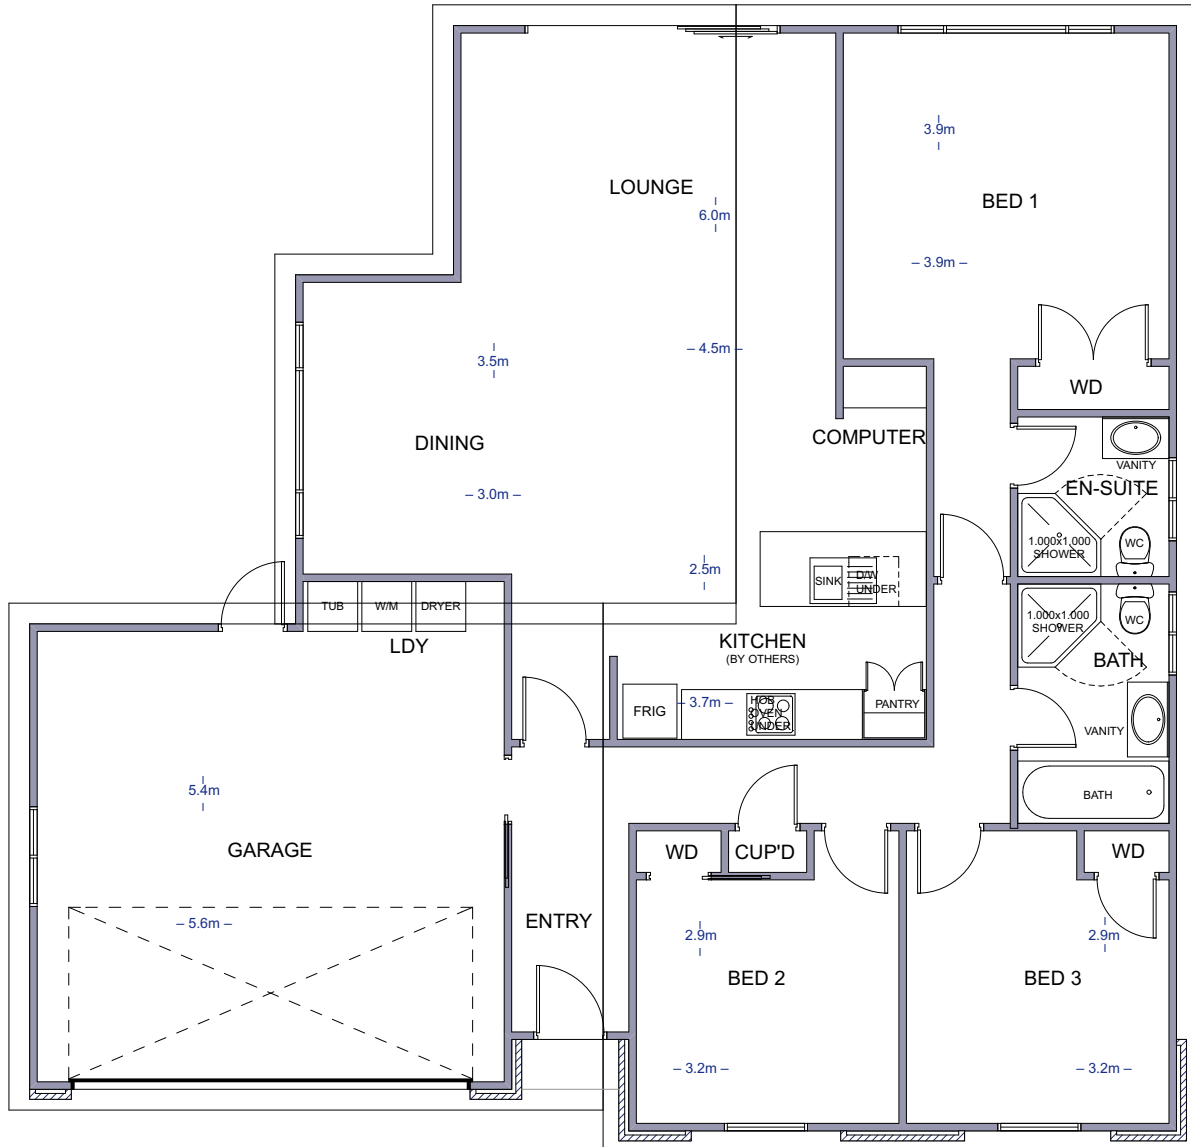 3.9m
LOUNGE
BED 1
6.0m
– 3.9m –
– 4.5m –
3.5m
WD
DINING
COMPUTER
VANITY
EN-SUITE
– 3.0m –
1.000x1.000
SHOWER
WC
2.5m
SINK
D/W
UNDER
TUB
W/M
DRYER
1.000x1.000
SHOWER
WC
LDY
KITCHEN
(BY OTHERS)
BATH
FRIG
– 3.7m –
HOB
OVEN
UNDER
PANTRY
VANITY
5.4m
BATH
GARAGE
WD
CUP'D
WD
– 5.6m –
ENTRY
2.9m
2.9m
BED 2
BED 3
– 3.2m –
– 3.2m –